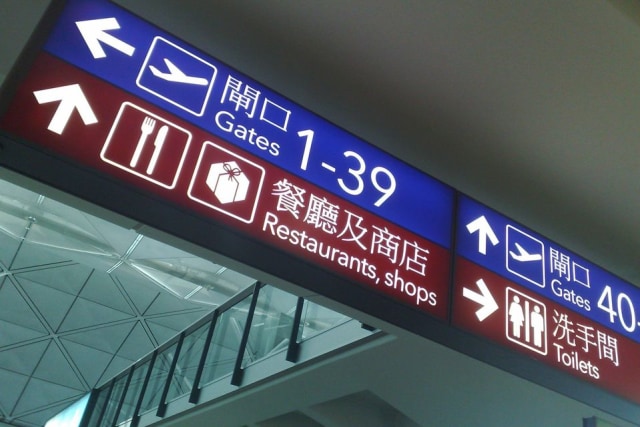 閘口
Gates
1-39
餐廳及商店
Restaurants, shops
閘口
Gates
40-
洗手間
Toilets